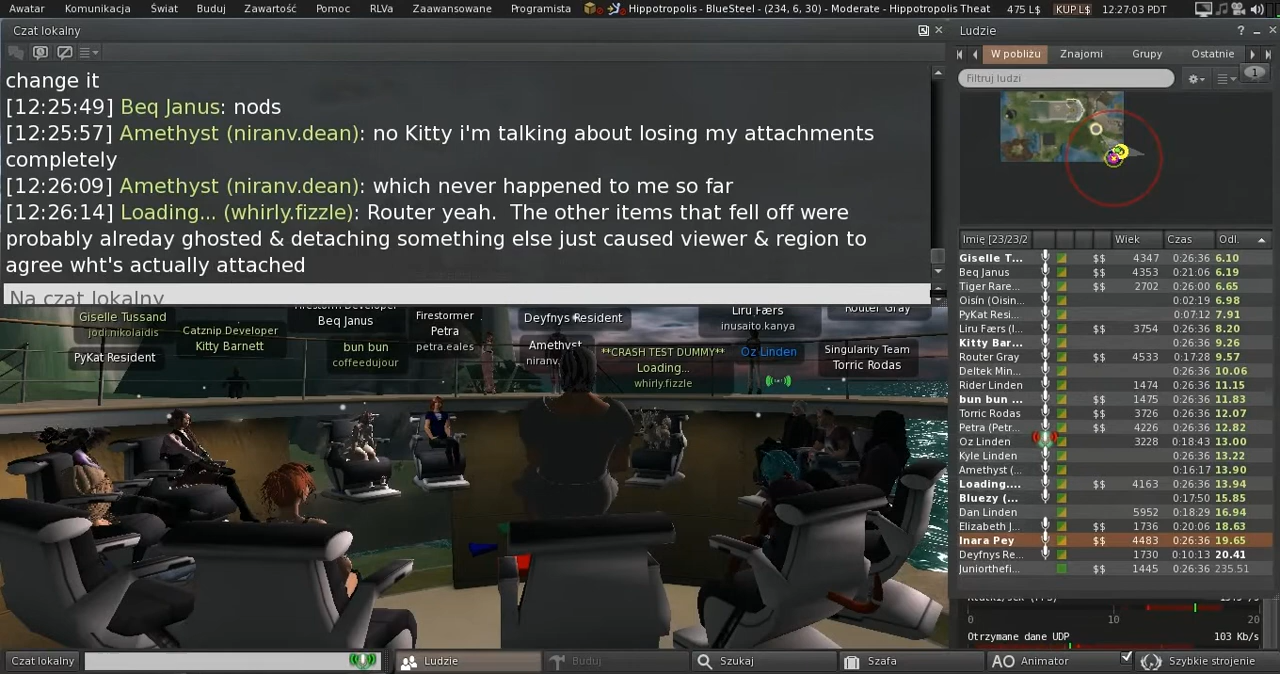 Awatar Komunikacja Świat Buduj Zawartość Pomoc RLVa Zaawansowane Programista Hippotropolis - BlueSteel - (234, 6, 30) - Moderate - Hippotropolis Theat 475 L$ KUP L$ 12:27:03 PDT
Czat lokalny
change it
[12:25:49] Beq Janus: nods
[12:25:57] Amethyst (niranv.dean): no Kitty i'm talking about losing my attachments
completely
[12:26:09] Amethyst (niranv.dean): which never happened to me so far
[12:26:14] Loading... (whirly.fizzle): Router yeah.  The other items that fell off were
probably alreday ghosted & detaching something else just caused viewer & region to
agree wht's actually attached
Na czat lokalny
Giselle Tussand
jodi.nikolaidis
PyKat Resident
Catznip Developer
Kitty Barnett
Firestorm Developer
Beq Janus
bun bun
coffeedujour
Firestormer
Petra
petra.eales
Deyfnys Resident
Amethyst
niranv.
**CRASH TEST DUMMY**
Loading...
whirly.fizzle
Liru Færs
inusaito.kanya
Oz Linden
Router Gray
Singularity Team
Torric Rodas
Ludzie
W pobliżu Znajomi Grupy Ostatnie
Filtruj ludzi 1
Imię [23/23/2 Wiek Czas Odl.
Giselle T... $$ 4347 0:26:36 6.10
Beq Janus $$ 4353 0:21:06 6.19
Tiger Rare... $$ 2702 0:26:00 6.65
Oisín (Oisin... 0:02:19 6.98
PyKat Resi... 0:07:12 7.91
Liru Færs (I... $$ 3754 0:26:36 8.20
Kitty Bar... 0:26:36 9.26
Router Gray $$ 4533 0:17:28 9.57
Deltek Min... 0:26:36 10.06
Rider Linden 1474 0:26:36 11.15
bun bun ... $$ 1475 0:26:36 11.83
Torric Rodas $$ 3726 0:26:36 12.07
Petra (Petr... $$ 4226 0:26:36 12.82
Oz Linden 3228 0:18:43 13.00
Kyle Linden 0:26:36 13.22
Amethyst (... 0:16:17 13.90
Loading.... $$ 4163 0:26:36 13.94
Bluezy (... 0:17:50 15.85
Dan Linden 5952 0:29:28 16.94
Elizabeth J... $$ 1736 0:20:06 18.63
Inara Pey $$ 4483 0:26:36 19.65
Deyfnys Re... 1730 0:10:13 20.41
Juniorthefi... $$ 1445 0:26:36 235.51
0 10 20
Otrzymane dane UDP 103 Kb/s
Czat lokalny Ludzie Buduj Szukaj Szafa AO Animator Szybkie strojenie